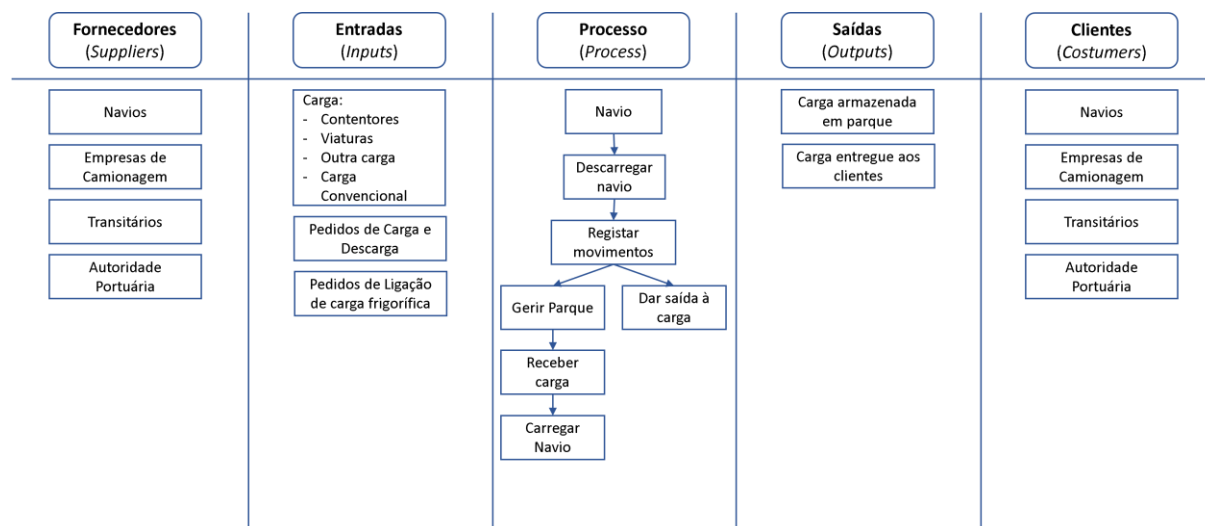 Fornecedores
(Suppliers)
Navios
Empresas de
Camionagem
Transitários
Autoridade
Portuária
Entradas
(Inputs)
Carga:
- Contentores
- Viaturas
- Outra carga
- Carga
Convencional
Pedidos de Carga e
Descarga
Pedidos de Ligação
de carga frigorífica
Processo
(Process)
Navio
Descarregar
navio
Registar
movimentos
Gerir Parque
Dar saída à
carga
Receber
carga
Carregar
Navio
Saídas
(Outputs)
Carga armazenada
em parque
Carga entregue aos
clientes
Clientes
(Costumers)
Navios
Empresas de
Camionagem
Transitários
Autoridade
Portuária